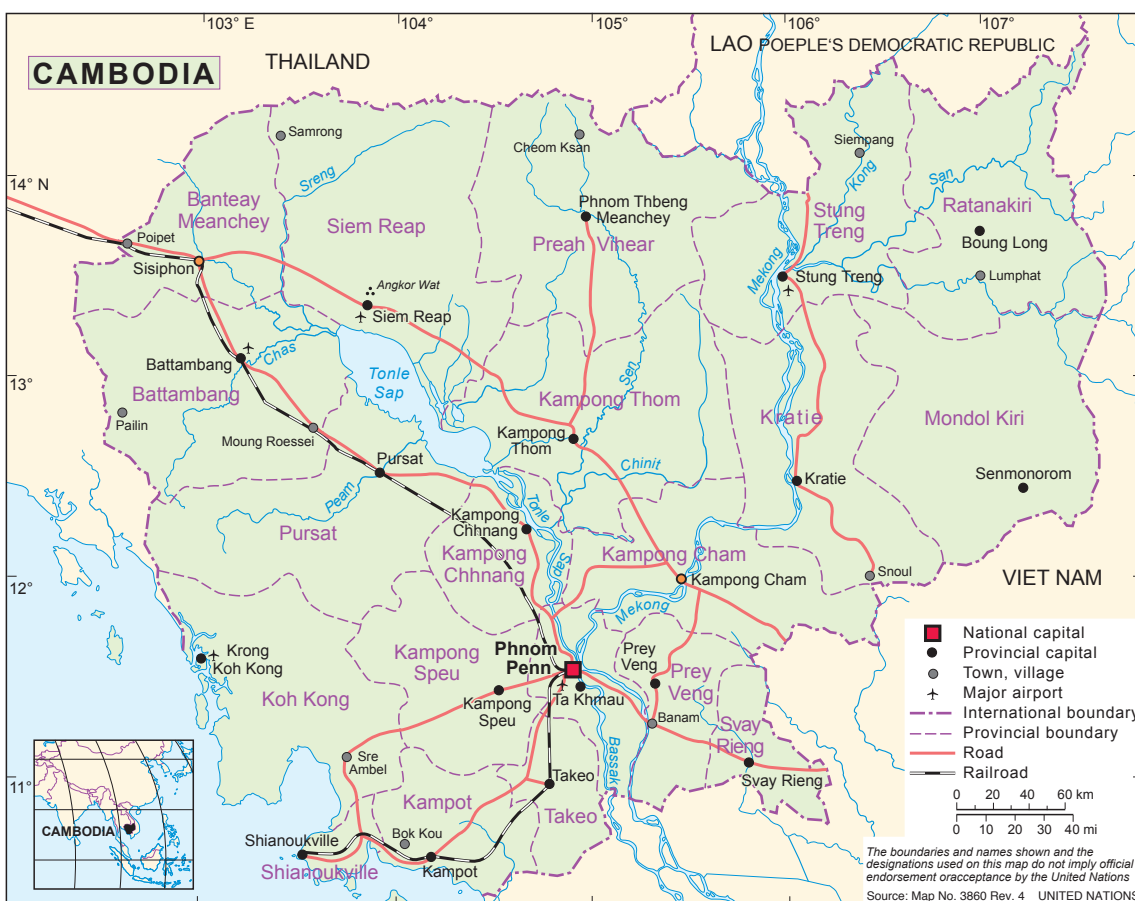 103° E
104°
105°
106°
107°
CAMBODIA
THAILAND
LAO POEPLE'S DEMOCRATIC REPUBLIC
Samrong
Cheom Ksan
Siempang
Kong
San
Sreng
14° N
Banteay
Meanchey
Siem Reap
Phnom Thbeng
Meanchey
Preah Vihear
Stung
Treng
Ratanakiri
Boung Long
Poipet
Sisiphon
Mekong
Stung Treng
Lumphat
Angkor Wat
Siem Reap
Battambang
Chas
13°
Tonle
Sap
Battambang
Sen
Kampong Thom
Kratie
Mondol Kiri
Pailin
Moung Roessei
Kampong
Thom
Pursat
Chinit
Kratie
Senmonorom
Peam
Kampong
Chhnang
Tonle
Sap
Pursat
Kampong
Chhnang
Kampong Cham
12°
Kampong Cham
Snoul
VIET NAM
Mekong
Krong
Koh Kong
Kampong
Speu
Phnom
Penn
Prey
Veng
Prey
Veng
Koh Kong
Ta Khmau
Kampong
Speu
Banam
Svay
Rieng
Sre
Ambel
Bassak
11°
Takeo
Svay Rieng
Kampot
Takeo
Bok Kou
Shianoukville
Kampot
Shianoukville
CAMBODIA
National capital
Provincial capital
Town, village
Major airport
International boundary
Provincial boundary
Road
Railroad
0 20 40 60 km
0 10 20 30 40 mi
The boundaries and names shown and the
designations used on this map do not imply official
endorsement oracceptance by the United Nations
Source: Map No. 3860 Rev. 4 UNITED NATIONS